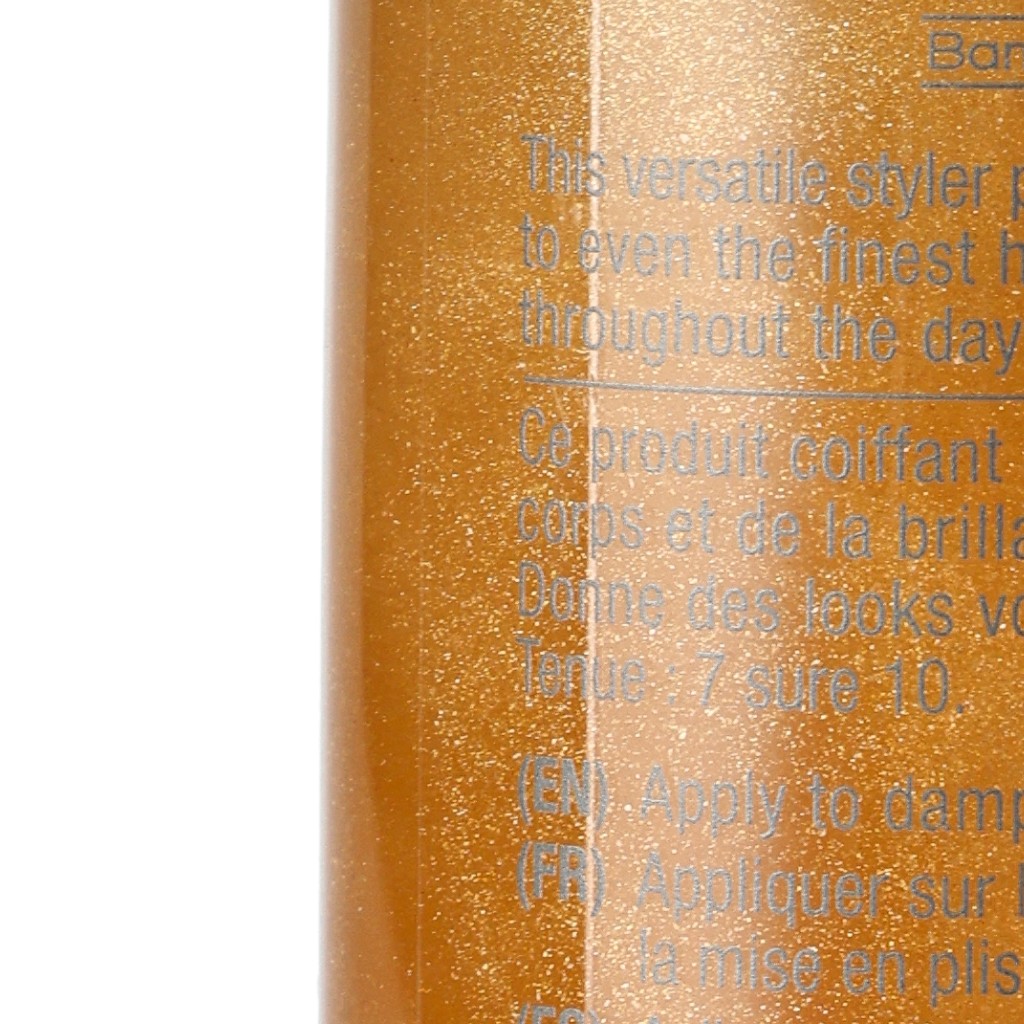 This versatile styler
to even the finest
throughout the day
Ce produit coiffant
corps et de la
Donne des looks
Tenue : 7 sure 10.
(EN) Apply to damp
(FR) Appliquer sur
la mise en plis